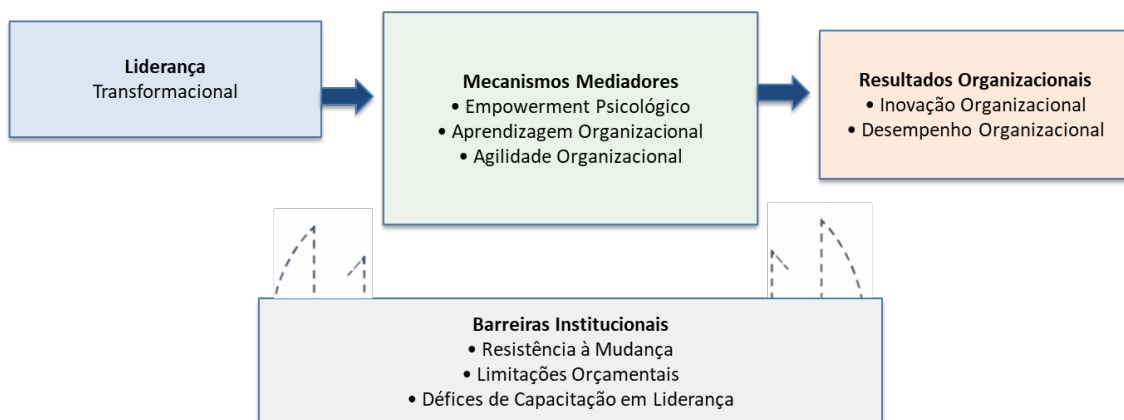 Liderança
Transformacional
Mecanismos Mediadores
• Empowerment Psicológico
• Aprendizagem Organizacional
• Agilidade Organizacional
Resultados Organizacionais
• Inovação Organizacional
• Desempenho Organizacional
Barreiras Institucionais
• Resistência à Mudança
• Limitações Orçamentais
• Défices de Capacitação em Liderança